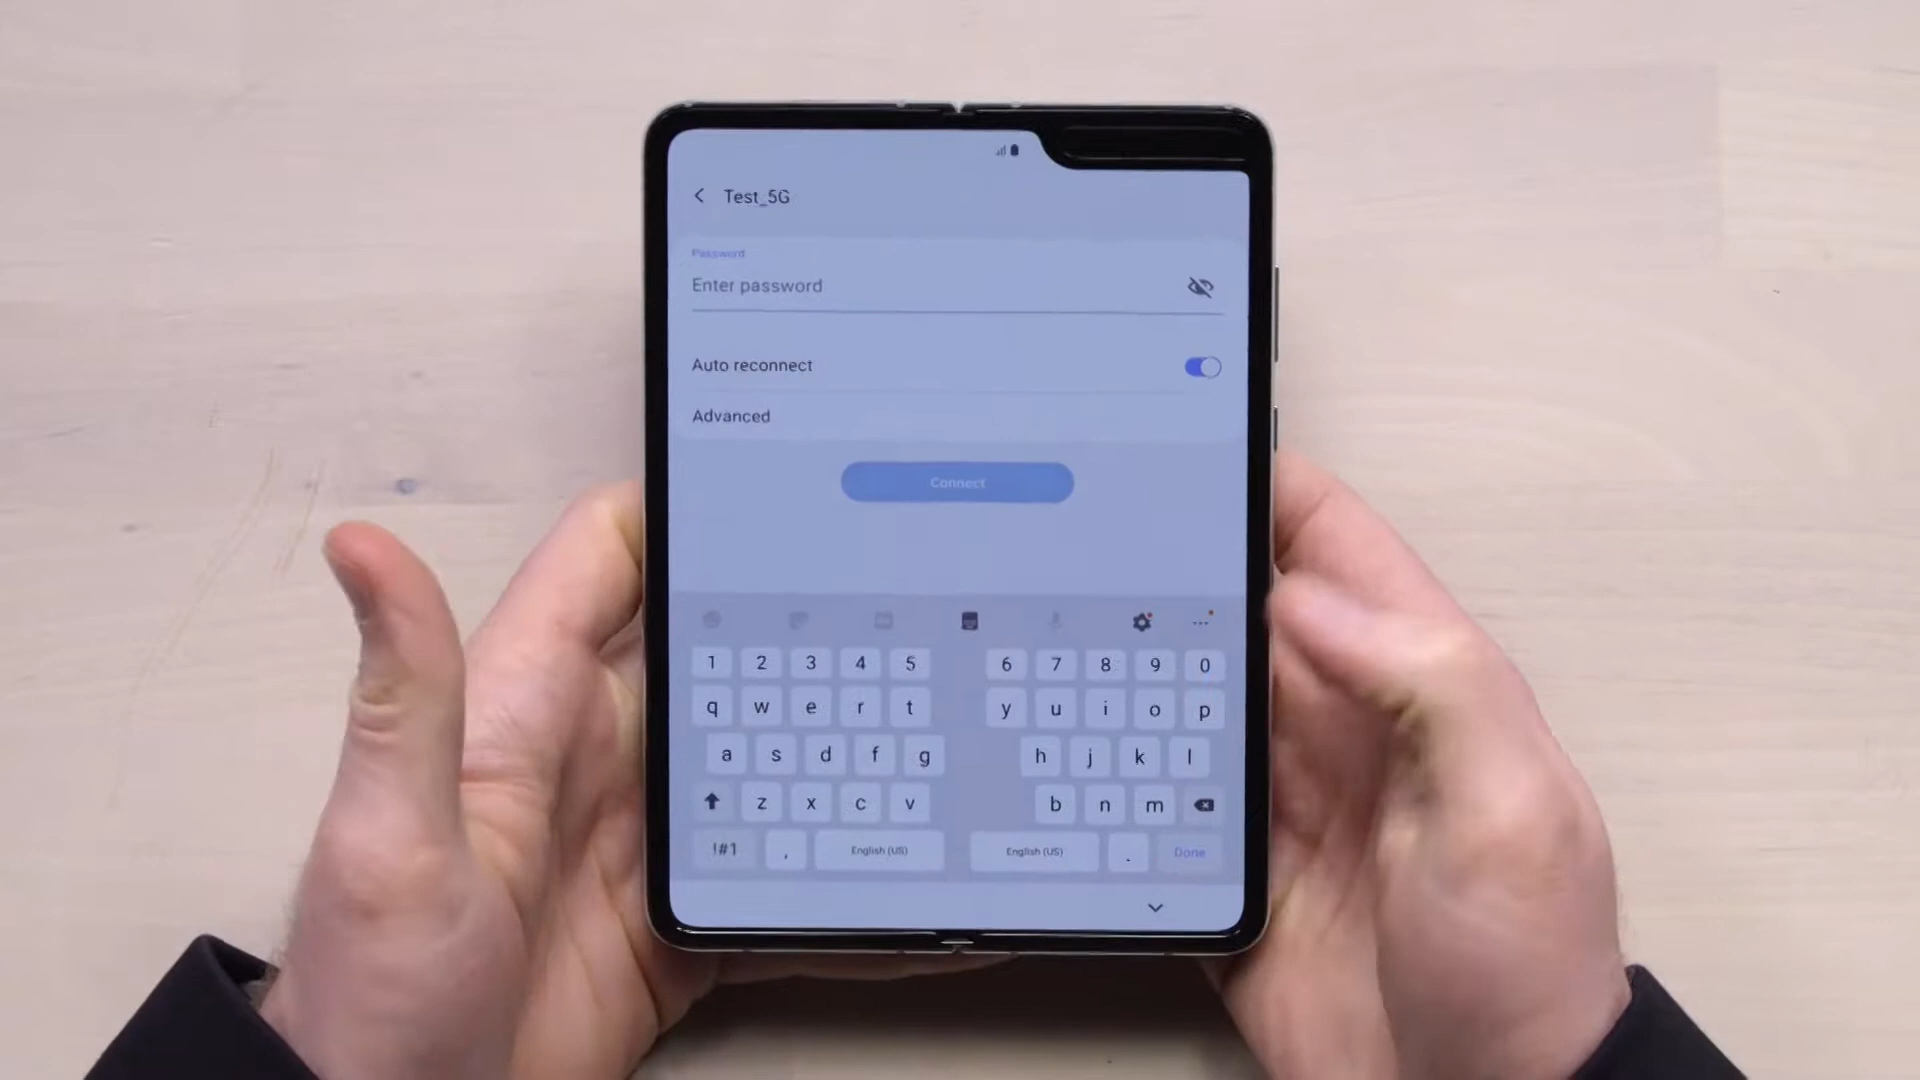 Test_5G
Password
Enter password
Auto reconnect
Advanced
Connect
1 2 3 4 5 6 7 8 9 0
q w e r t y u i o p
a s d f g h j k l
z x c v b n m
!#1 , English (US) English (US) . Done